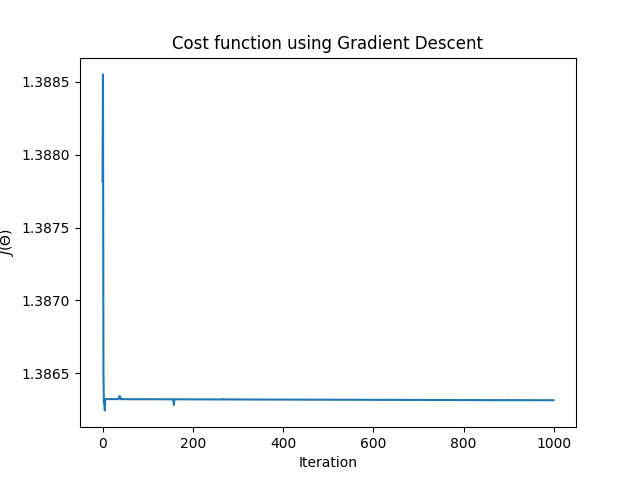 Cost function using Gradient Descent
1.3885
1.3880
1.3875
1.3870
1.3865
J(Θ)
0 200 400 600 800 1000
Iteration